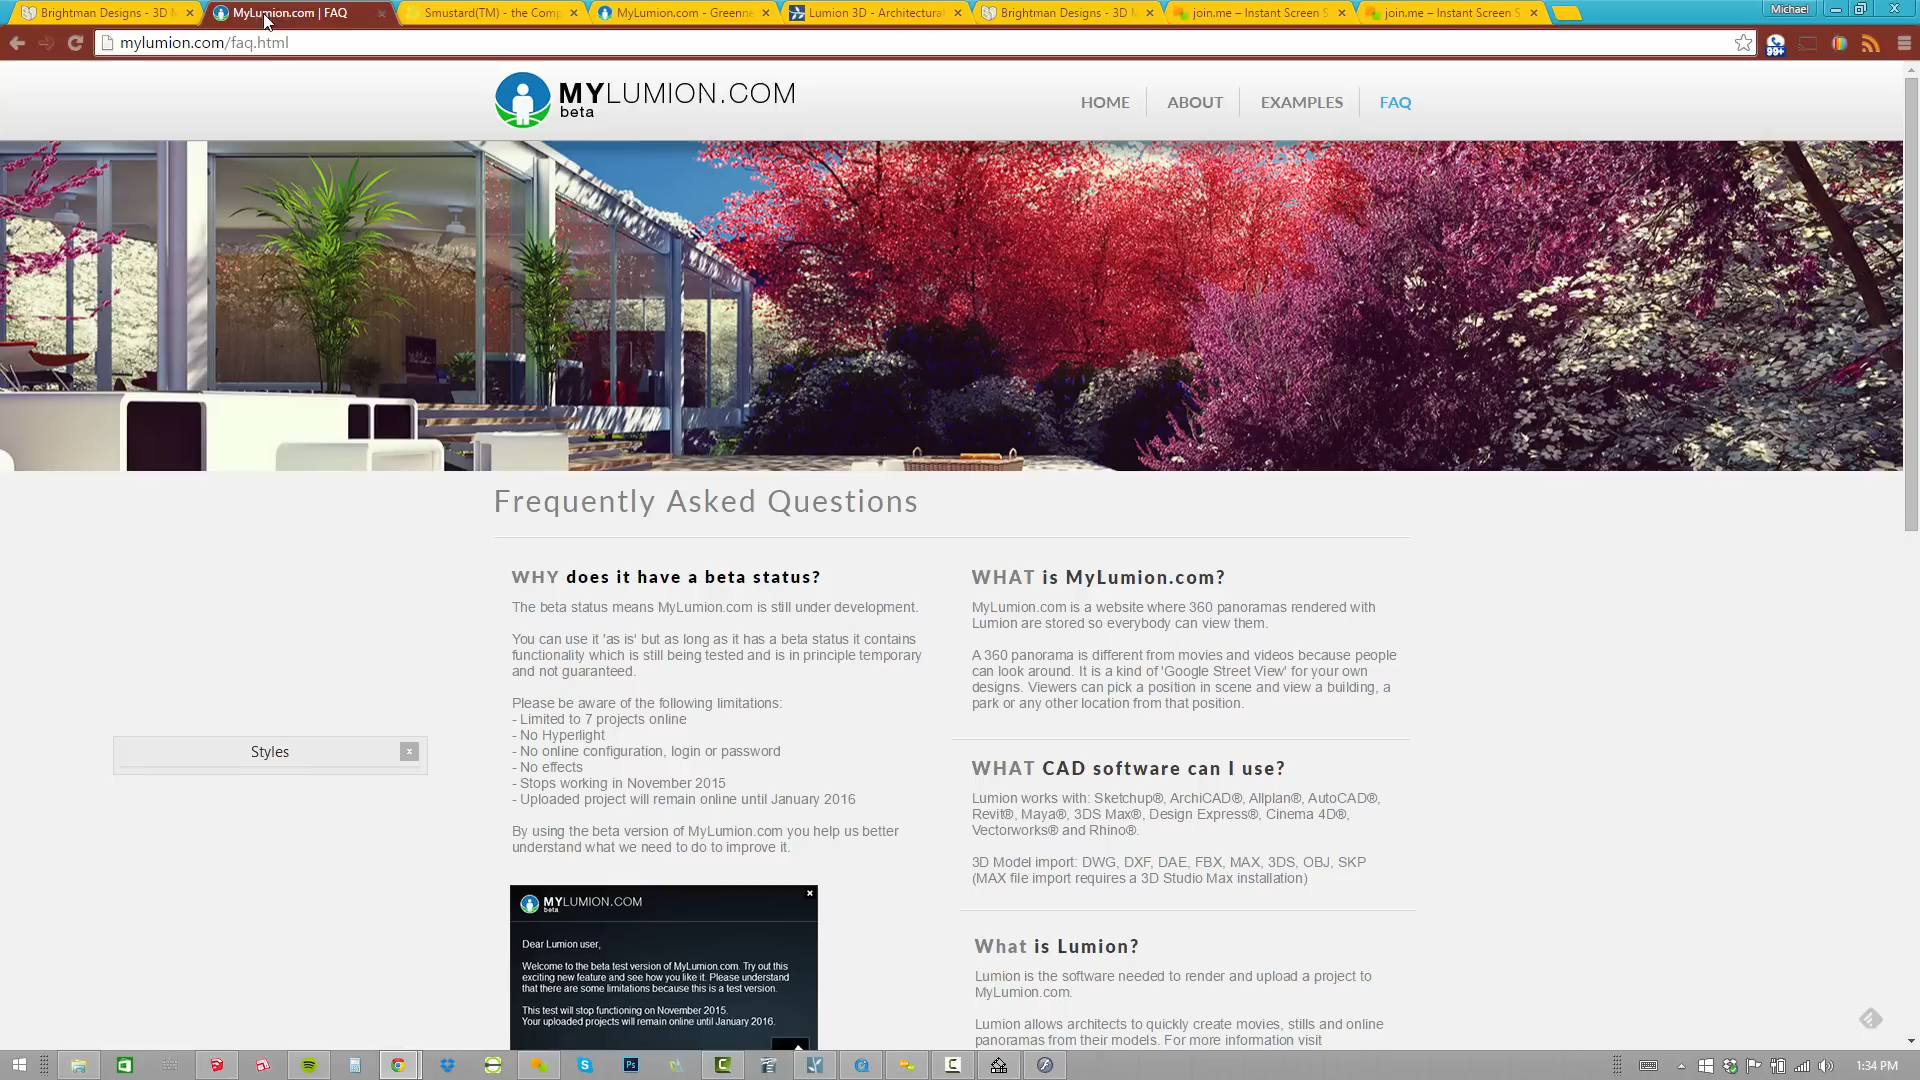 Brightman Designs - 3D
MyLumion.com | FAQ
Smustard(TM) - the Comp
MyLumion.com - Greenne
Lumion 3D - Architectura
Brightman Designs - 3D
join.me – Instant Screen S
join.me – Instant Screen S
Michael
mylumion.com/faq.html
99+
MYLUMION.COM
beta
HOME
ABOUT
EXAMPLES
FAQ
Frequently Asked Questions
WHY does it have a beta status?
The beta status means MyLumion.com is still under development.
You can use it 'as is' but as long as it has a beta status it contains
functionality which is still being tested and is in principle temporary
and not guaranteed.
Please be aware of the following limitations:
- Limited to 7 projects online
- No Hyperlight
- No online configuration, login or password
- No effects
- Stops working in November 2015
- Uploaded project will remain online until January 2016
By using the beta version of MyLumion.com you help us better
understand what we need to do to improve it.
MYLUMION.COM
beta
Dear Lumion user,
Welcome to the beta test version of MyLumion.com. Try out this
exciting new feature and see how you like it. Please understand
that there are some limitations because this is a test version.
This test will stop functioning on November 2015.
Your uploaded projects will remain online until January 2016.
WHAT is MyLumion.com?
MyLumion.com is a website where 360 panoramas rendered with
Lumion are stored so everybody can view them.
A 360 panorama is different from movies and videos because people
can look around. It is a kind of 'Google Street View' for your own
designs. Viewers can pick a position in scene and view a building, a
park or any other location from that position.
WHAT CAD software can I use?
Lumion works with: Sketchup®, ArchiCAD®, Allplan®, AutoCAD®,
Revit®, Maya®, 3DS Max®, Design Express®, Cinema 4D®,
Vectorworks® and Rhino®.
3D Model import: DWG, DXF, DAE, FBX, MAX, 3DS, OBJ, SKP
(MAX file import requires a 3D Studio Max installation)
What is Lumion?
Lumion is the software needed to render and upload a project to
MyLumion.com.
Lumion allows architects to quickly create movies, stills and online
panoramas from their models. For more information visit
Styles
Ps
1:34 PM